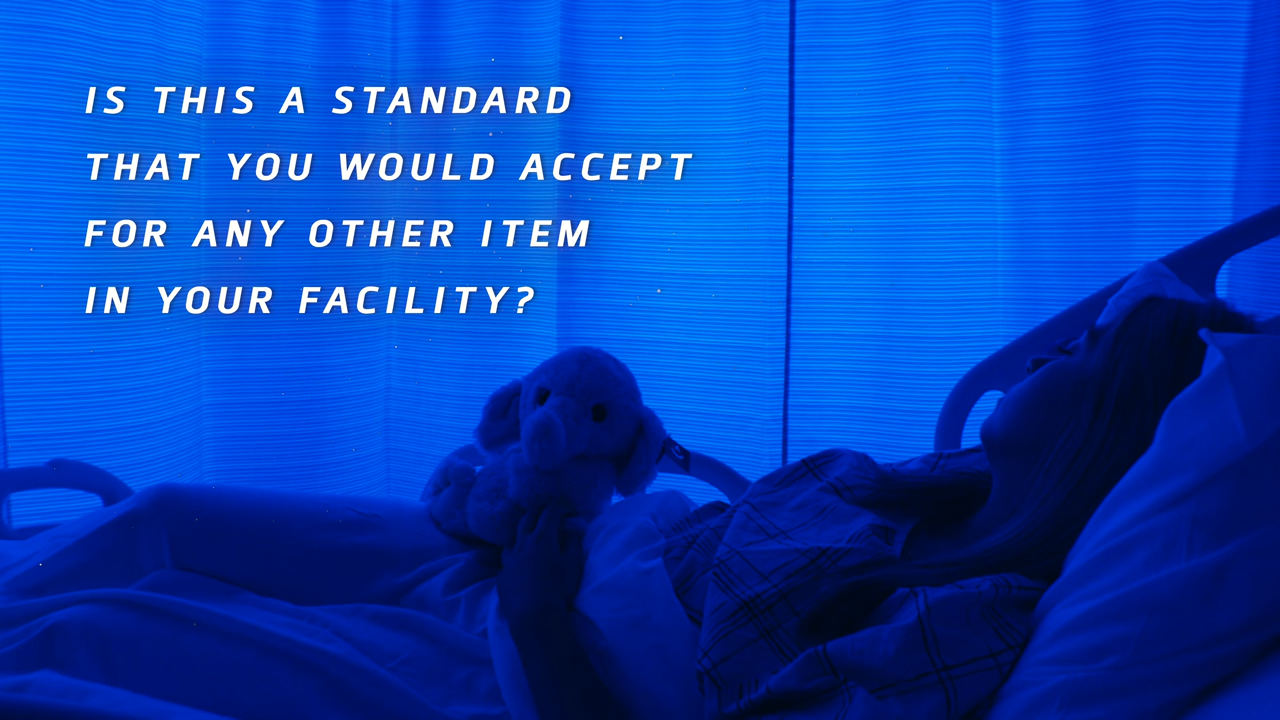 IS THIS A STANDARD
THAT YOU WOULD ACCEPT
FOR ANY OTHER ITEM
IN YOUR FACILITY?